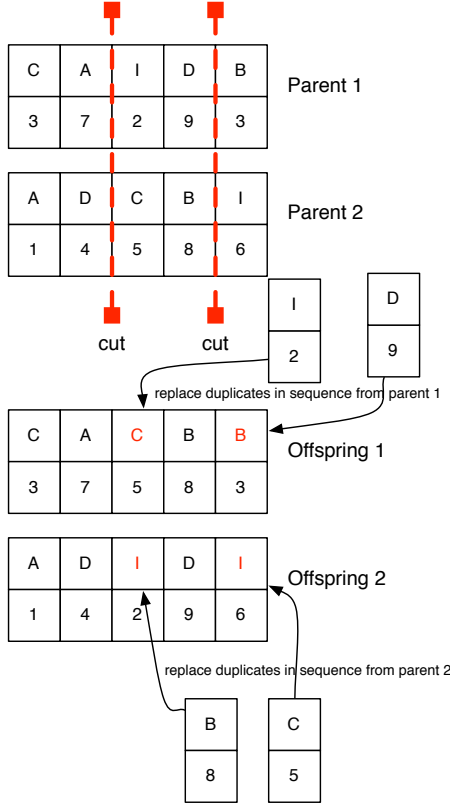 C A I D B
Parent 1
3 7 2 9 3
A D C B I
Parent 2
1 4 5 8 6
cut cut
I D
2 9
replace duplicates in sequence from parent 1
C A C B B
Offspring 1
3 7 5 8 3
A D I D I
Offspring 2
1 4 2 9 6
replace duplicates in sequence from parent 2
B C
8 5